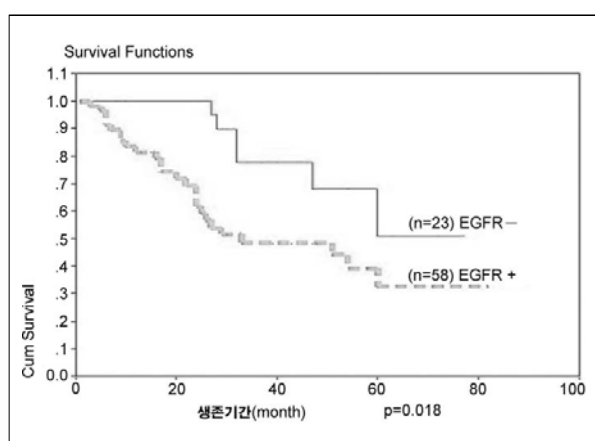 Survival Functions
1.1
1.0
.9
.8
.7
.6
.5
.4
.3
.2
.1
0.0
Cum Survival
(n=23) EGFR−
(n=58) EGFR +
0 20 40 60 80 100
생존기간(month) p=0.018